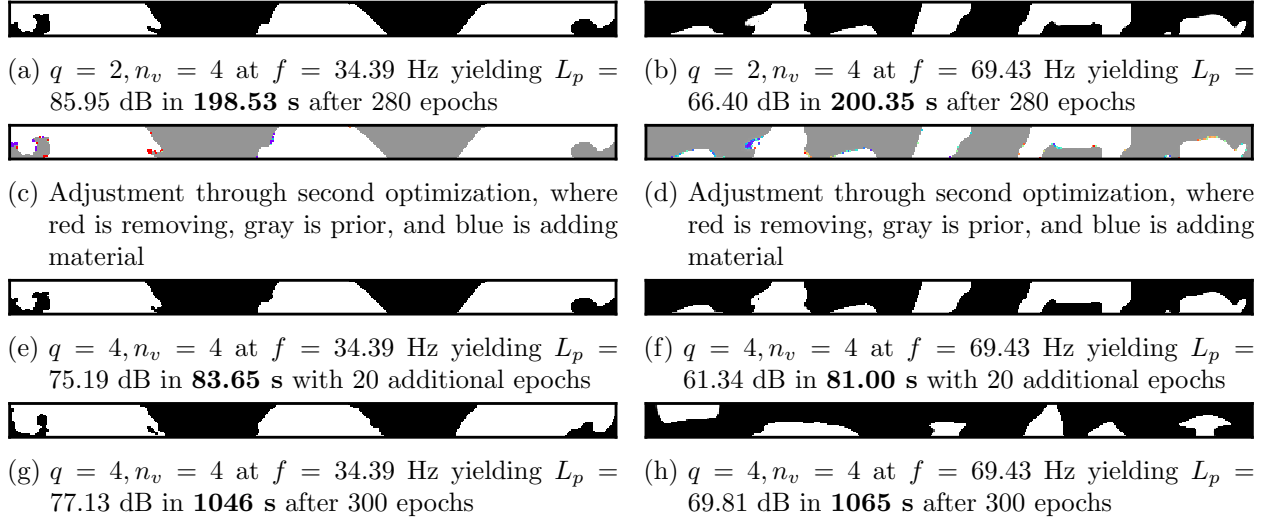 (a) q = 2, n_v = 4 at f = 34.39 Hz yielding L_p =
85.95 dB in 198.53 s after 280 epochs
(b) q = 2, n_v = 4 at f = 69.43 Hz yielding L_p =
66.40 dB in 200.35 s after 280 epochs
(c) Adjustment through second optimization, where
red is removing, gray is prior, and blue is adding
material
(d) Adjustment through second optimization, where
red is removing, gray is prior, and blue is adding
material
(e) q = 4, n_v = 4 at f = 34.39 Hz yielding L_p =
75.19 dB in 83.65 s with 20 additional epochs
(f) q = 4, n_v = 4 at f = 69.43 Hz yielding L_p =
61.34 dB in 81.00 s with 20 additional epochs
(g) q = 4, n_v = 4 at f = 34.39 Hz yielding L_p =
77.13 dB in 1046 s after 300 epochs
(h) q = 4, n_v = 4 at f = 69.43 Hz yielding L_p =
69.81 dB in 1065 s after 300 epochs